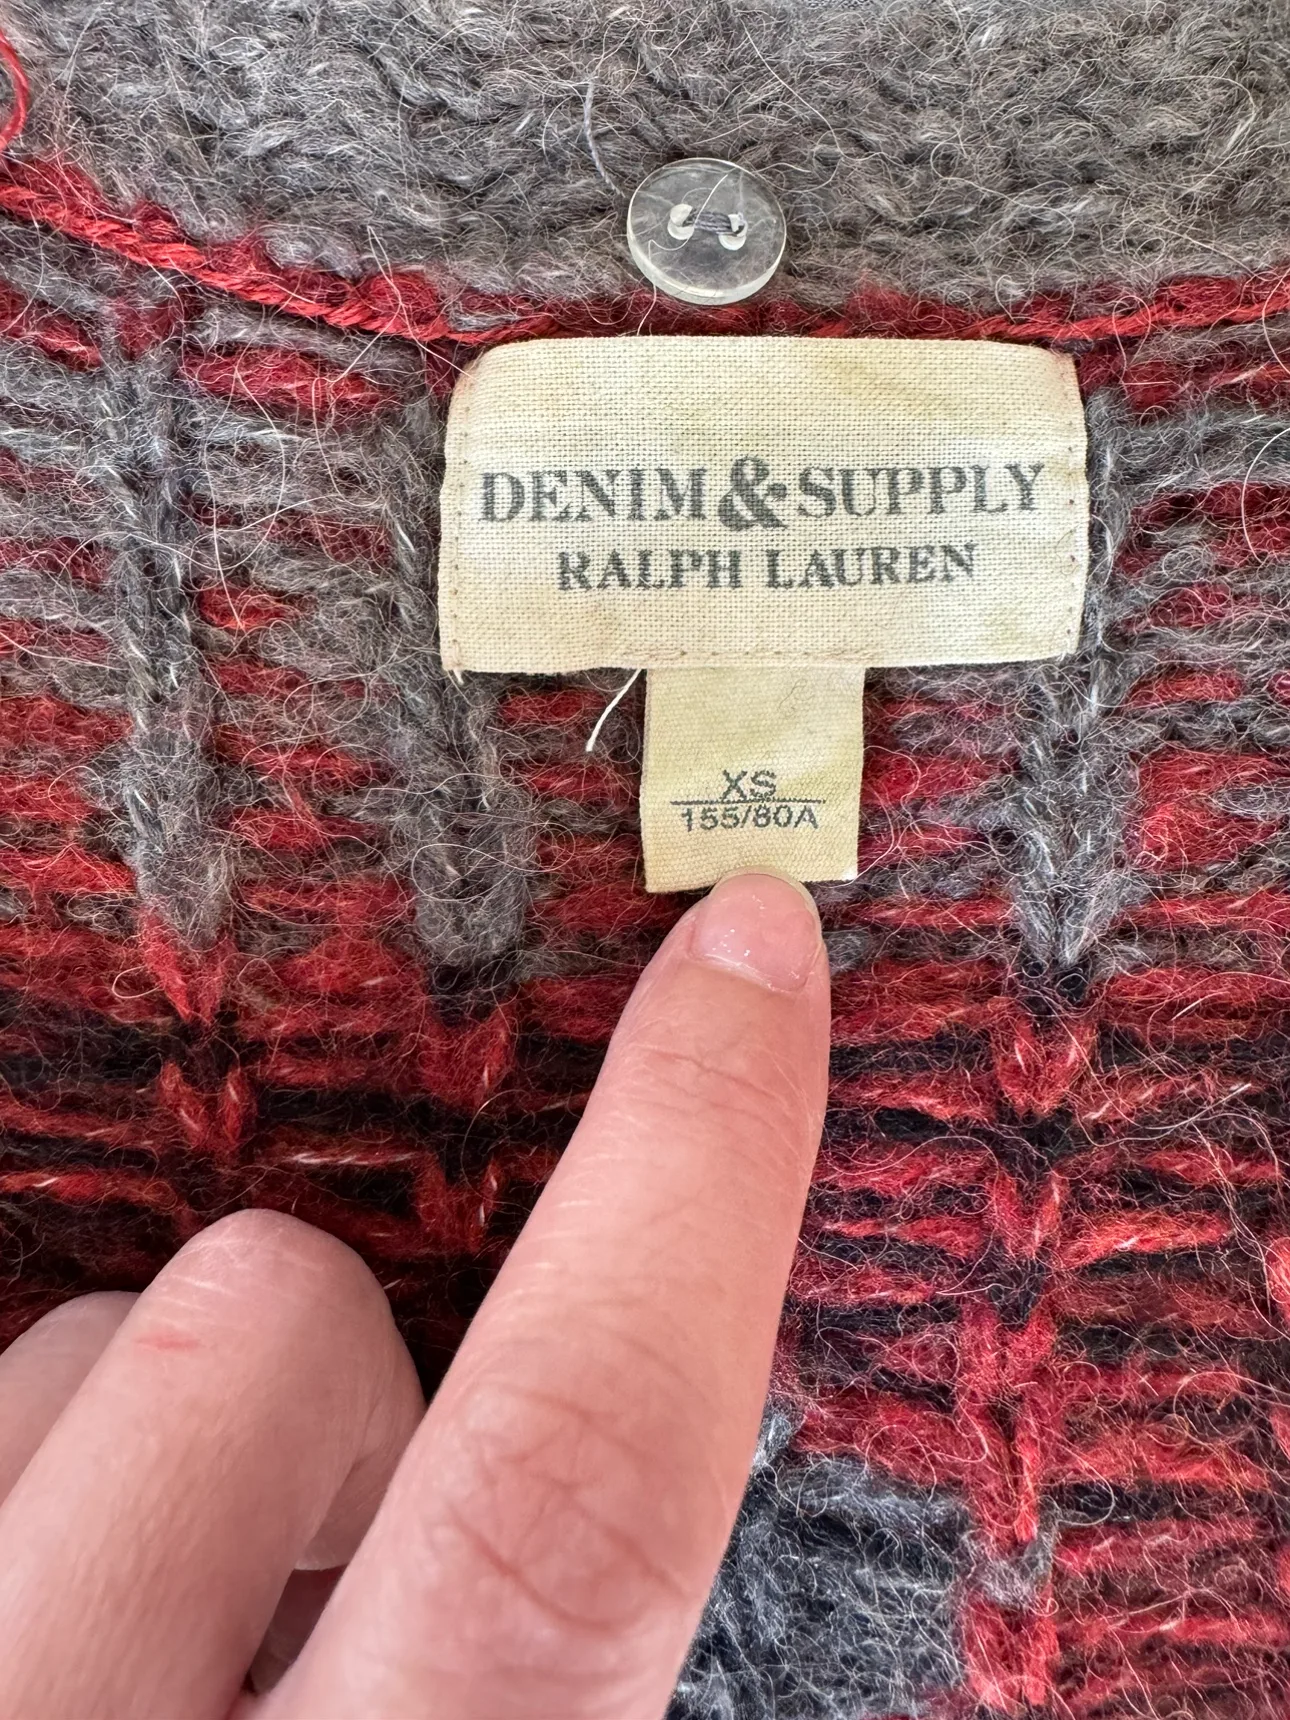 DENIM & SUPPLY
RALPH LAUREN
XS
155/80A